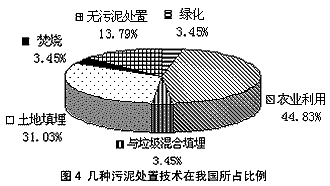 无污泥处置
13.79%
绿化
3.45%
焚烧
3.45%
农业利用
44.83%
土地填埋
31.03%
与垃圾混合填埋
3.45%
图4 几种污泥处置技术在我国所占比例